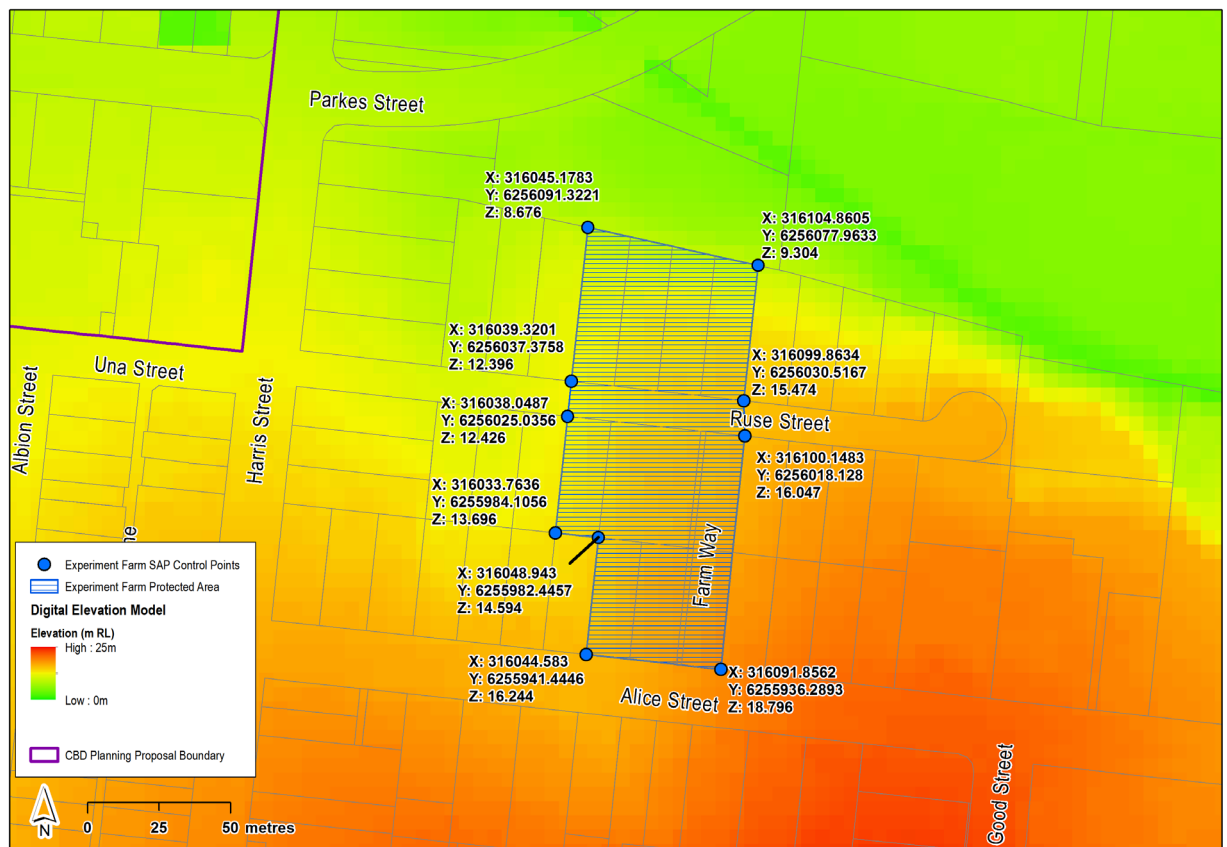 Parkes Street
X: 316045.1783
Y: 6256091.3221
Z: 8.676
X: 316104.8605
Y: 6256077.9633
Z: 9.304
X: 316039.3201
Y: 6256037.3758
Z: 12.396
Una Street
X: 316099.8634
Y: 6256030.5167
Z: 15.474
Albion Street
Harris Street
X: 316038.0487
Y: 6256025.0356
Z: 12.426
Ruse Street
X: 316100.1483
Y: 6256018.128
Z: 16.047
X: 316033.7636
Y: 6255984.1056
Z: 13.696
ne
Farm Way
X: 316048.943
Y: 6255982.4457
Z: 14.594
X: 316044.583
Y: 6255941.4446
Z: 16.244
X: 316091.8562
Y: 6255936.2893
Z: 18.796
Alice Street
Good Street
Experiment Farm SAP Control Points
Experiment Farm Protected Area
Digital Elevation Model
Elevation (m RL)
High : 25m
Low : 0m
CBD Planning Proposal Boundary
N
0 25 50 metres